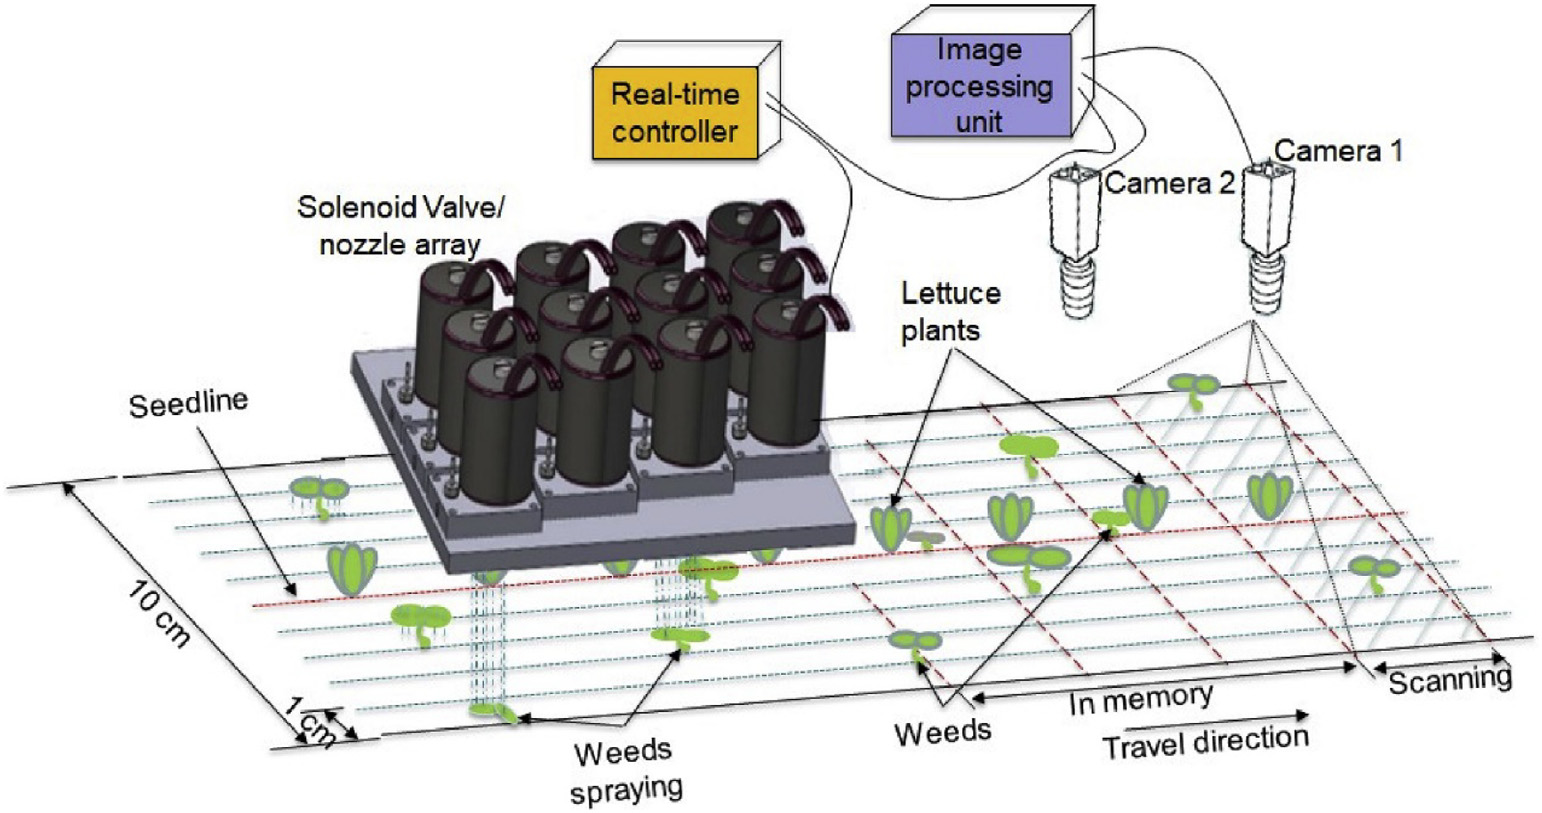 Image
processing
unit
Real-time
controller
Camera 1
Camera 2
Solenoid Valve/
nozzle array
Lettuce
plants
Seedline
10 cm
1 cm
In memory
Scanning
Weeds
Travel direction
Weeds
spraying